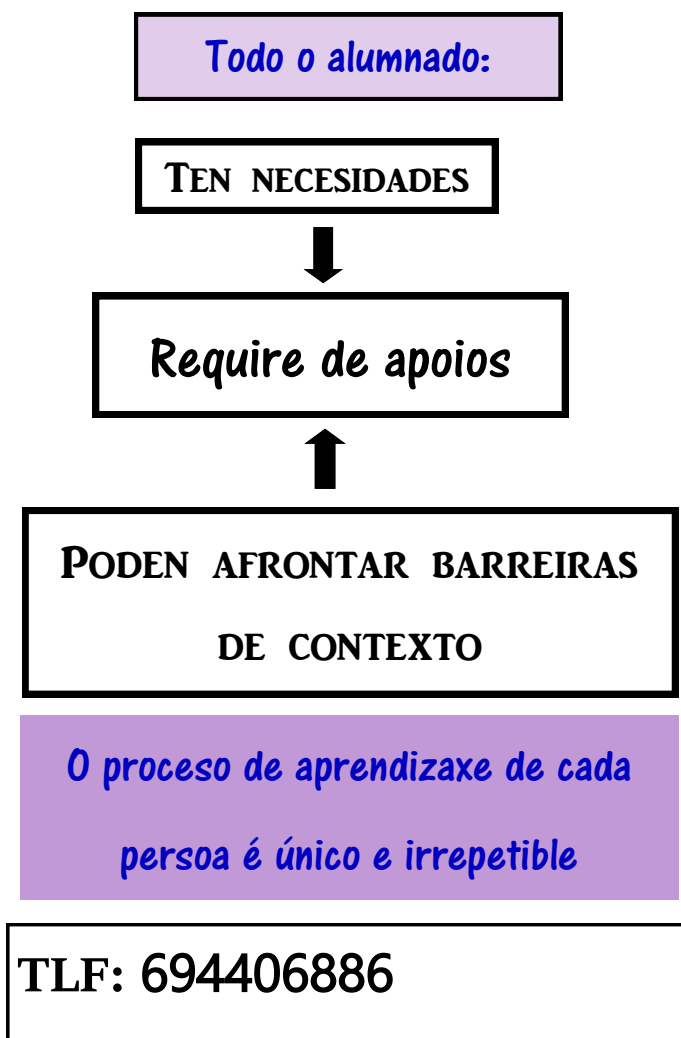 Todo o alumnado:
TEN NECESIDADES
Require de apoios
PODEN AFRONTAR BARREIRAS
DE CONTEXTO
O proceso de aprendizaxe de cada
persoa é único e irrepetible
TLF: 694406886